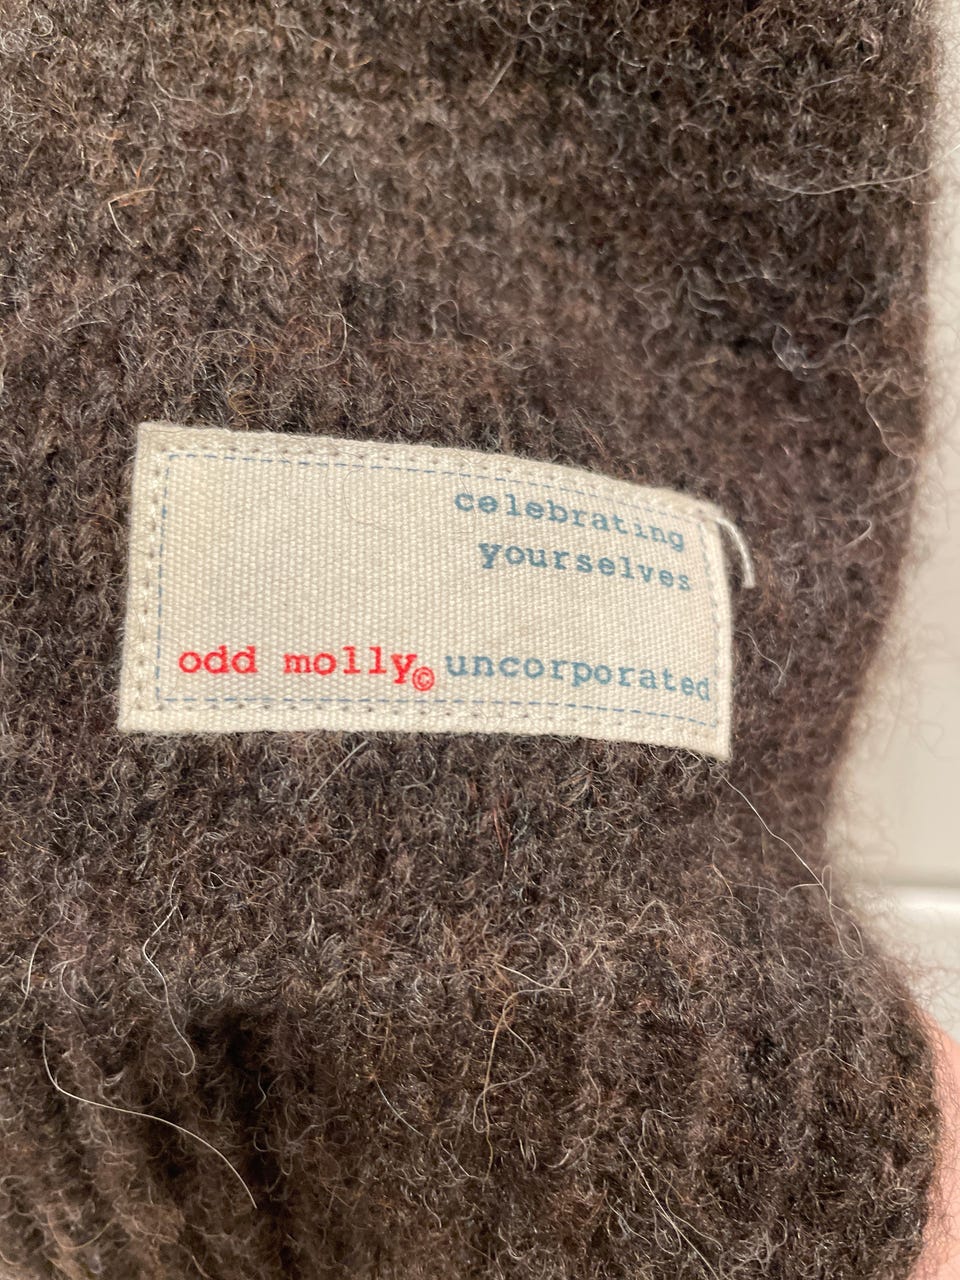 celebrating
yourselves
odd molly© uncorporated